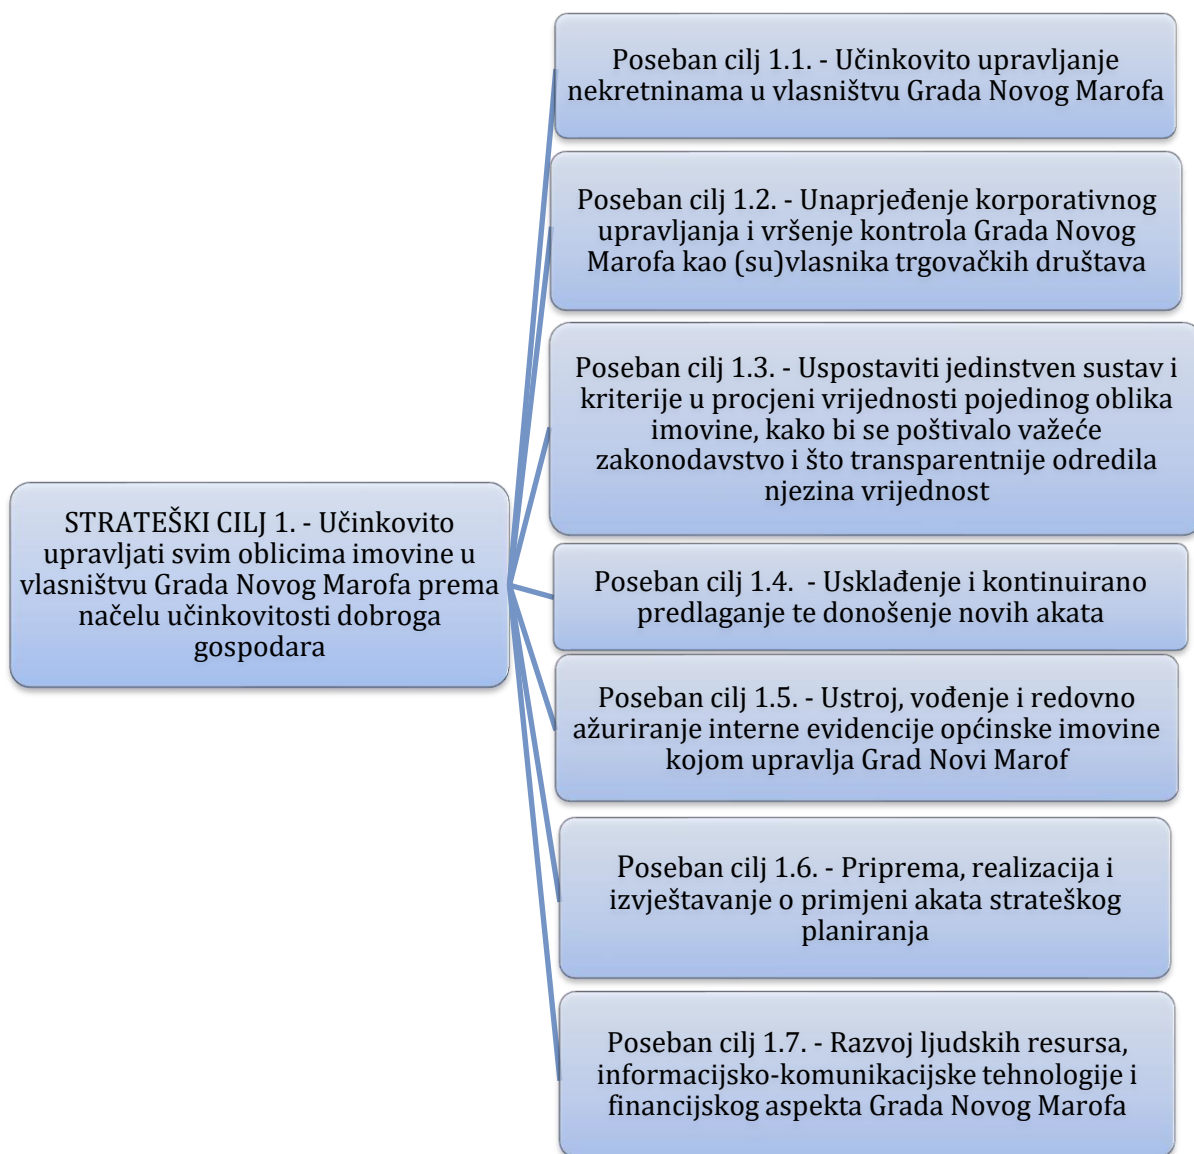 STRATEŠKI CILJ 1. - Učinkovito
upravljati svim oblicima imovine u
vlasništvu Grada Novog Marofa prema
načelu učinkovitosti dobroga
gospodara
Poseban cilj 1.1. - Učinkovito upravljanje
nekretninama u vlasništvu Grada Novog Marofa
Poseban cilj 1.2. - Unaprjeđenje korporativnog
upravljanja i vršenje kontrola Grada Novog
Marofa kao (su)vlasnika trgovačkih društava
Poseban cilj 1.3. - Uspostaviti jedinstven sustav i
kriterije u procjeni vrijednosti pojedinog oblika
imovine, kako bi se poštivalo važeće
zakonodavstvo i što transparentnije odredila
njezina vrijednost
Poseban cilj 1.4.  - Usklađenje i kontinuirano
predlaganje te donošenje novih akata
Poseban cilj 1.5. - Ustroj, vođenje i redovno
ažuriranje interne evidencije općinske imovine
kojom upravlja Grad Novi Marof
Poseban cilj 1.6. - Priprema, realizacija i
izvještavanje o primjeni akata strateškog
planiranja
Poseban cilj 1.7. - Razvoj ljudskih resursa,
informacijsko-komunikacijske tehnologije i
financijskog aspekta Grada Novog Marofa